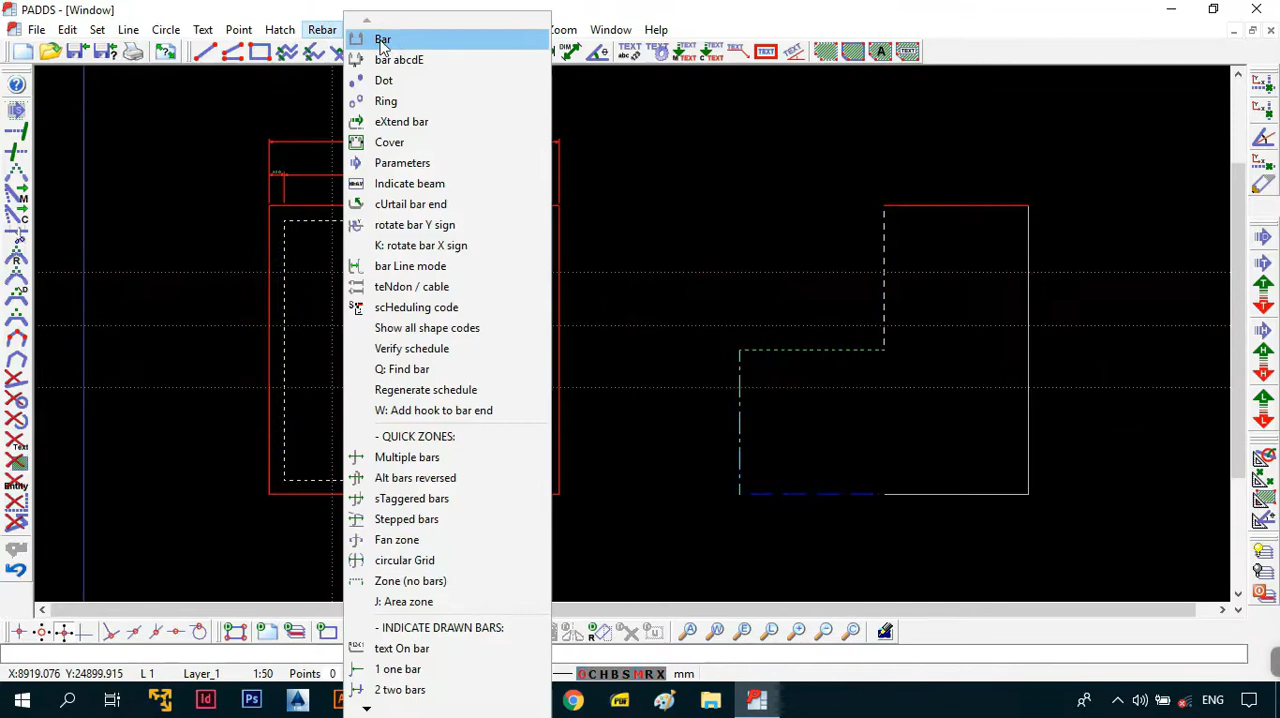 PADDS - [Window]
File Edit Set Line Circle Text Point Hatch Rebar Zoom Window Help
Bar
bar abcdE
Dot
Ring
eXtend bar
Cover
Parameters
Indicate beam
cUrtail bar end
rotate bar Y sign
K: rotate bar X sign
bar Line mode
teNdon / cable
scHeduling code
Show all shape codes
Verify schedule
Q: Find bar
Regenerate schedule
W: Add hook to bar end
- QUICK ZONES:
Multiple bars
Alt bars reversed
sTaggered bars
Stepped bars
Fan zone
circular Grid
Zone (no bars)
J: Area zone
- INDICATE DRAWN BARS:
text On bar
1 one bar
2 two bars
X:8919.076 Y:24899.955 L 1 Layer_1 1:50 Points 0 O C H B S M R X mm
ENG